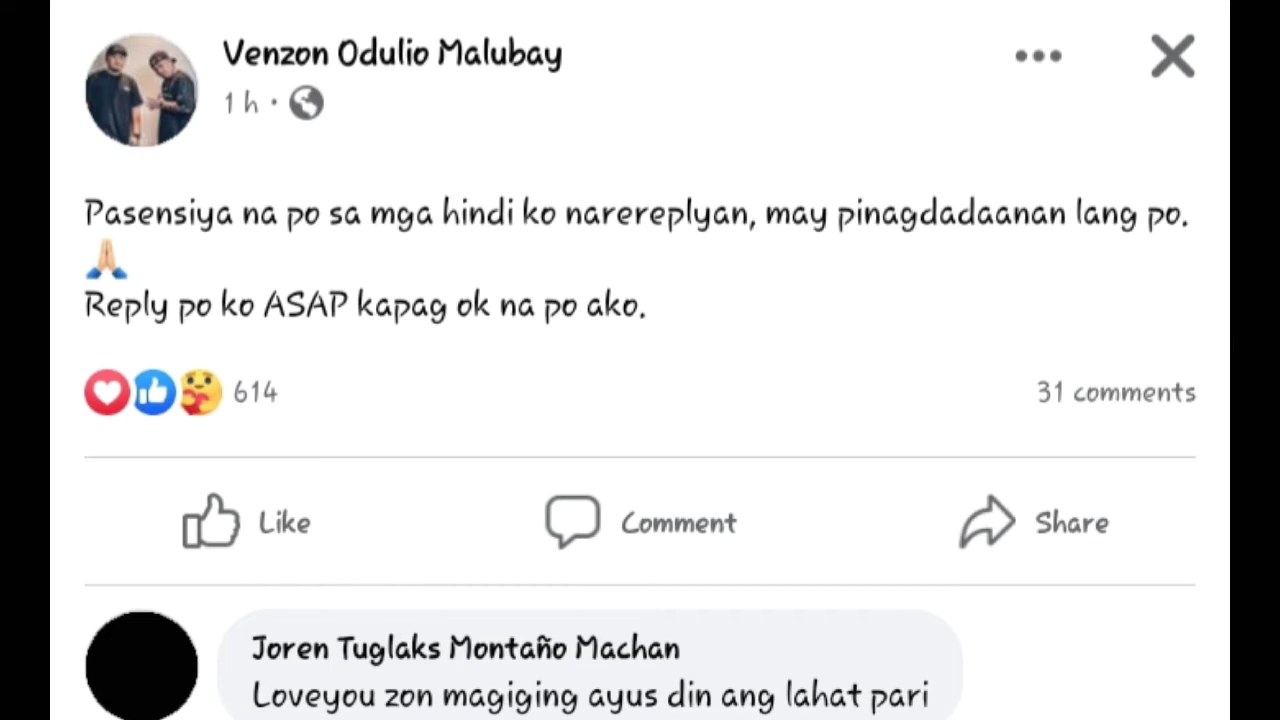 Venzon Odulio Malubay
1 h ·
Pasensiya na po sa mga hindi ko narereplyan, may pinagdadaanan lang po.
🙏🏼
Reply po ko ASAP kapag ok na po ako.
614
31 comments
Like
Comment
Share
Joren Tuglaks Montaño Machan
Loveyou zon magiging ayus din ang lahat pari